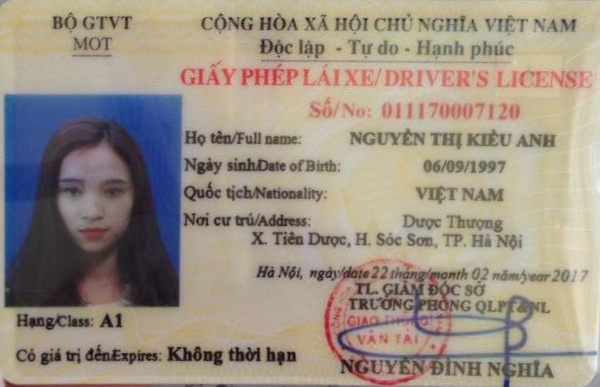 BỘ GTVT
MOT
CỘNG HÒA XÃ HỘI CHỦ NGHĨA VIỆT NAM
Độc lập - Tự do - Hạnh phúc
GIẤY PHÉP LÁI XE/DRIVER'S LICENSE
Số/No: 011170007120
Họ tên/Full name: NGUYỄN THỊ KIỀU ANH
Ngày sinh/Date of Birth: 06/09/1997
Quốc tịch/Nationality: VIỆT NAM
Nơi cư trú/Address: Dược Thượng
X. Tiên Dược, H. Sóc Sơn, TP. Hà Nội
Hà Nội, ngày/date 22 tháng/month 02 năm/year 2017
TL. GIÁM ĐỐC SỞ
TRƯỞNG PHÒNG QLPT&NL
GIAO THÔNG
VẬN TẢI
Hạng/Class: A1
Có giá trị đến/Expires: Không thời hạn
NGUYỄN ĐÌNH NGHĨA